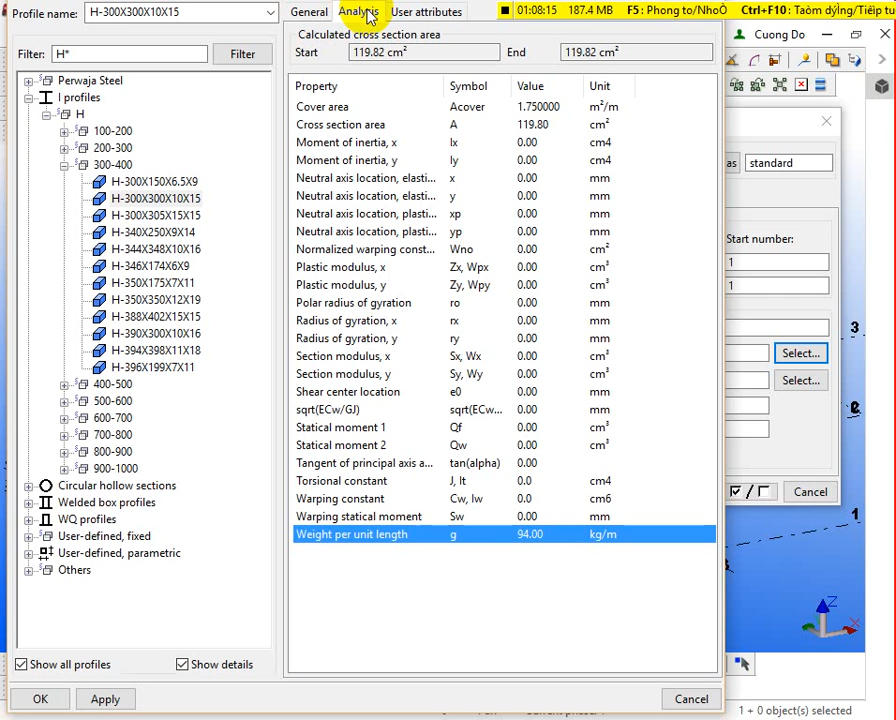 Profile name: H-300X300X10X15 General Analysis User attributes 01:08:15 187.4 MB F5 : Phong to/NhoÕ Ctrl+F10 : Taòm dýìng/Tiêìp tu
Calculated cross section area
Cuong Do
Filter: H* Filter
Start 119.82 cm² End 119.82 cm²
Perwaja Steel
I profiles
H
100-200
200-300
300-400
H-300X150X6.5X9
H-300X300X10X15
H-300X305X15X15
H-340X250X9X14
H-344X348X10X16
H-346X174X6X9
H-350X175X7X11
H-350X350X12X19
H-388X402X15X15
H-390X300X10X16
H-394X398X11X18
H-396X199X7X11
400-500
500-600
600-700
700-800
800-900
900-1000
Circular hollow sections
Welded box profiles
WQ profiles
User-defined, fixed
User-defined, parametric
Others
Show all profiles Show details
OK Apply
Property Symbol Value Unit
Cover area Acover 1.750000 m²/m
Cross section area A 119.80 cm²
Moment of inertia, x Ix 0.00 cm4
Moment of inertia, y Iy 0.00 cm4
Neutral axis location, elasti... x 0.00 mm
Neutral axis location, elasti... y 0.00 mm
Neutral axis location, plasti... xp 0.00 mm
Neutral axis location, plasti... yp 0.00 mm
Normalized warping const... Wno 0.00 cm²
Plastic modulus, x Zx, Wpx 0.00 cm³
Plastic modulus, y Zy, Wpy 0.00 cm³
Polar radius of gyration ro 0.00 mm
Radius of gyration, x rx 0.00 mm
Radius of gyration, y ry 0.00 mm
Section modulus, x Sx, Wx 0.00 cm³
Section modulus, y Sy, Wy 0.00 cm³
Shear center location e0 0.00 mm
sqrt(ECw/GJ) sqrt(ECw... 0.00 mm
Statical moment 1 Qf 0.00 cm³
Statical moment 2 Qw 0.00 cm³
Tangent of principal axis a... tan(alpha) 0.00
Torsional constant J, It 0.0 cm4
Warping constant Cw, Iw 0.0 cm6
Warping statical moment Sw 0.00 mm
Weight per unit length g 94.00 kg/m
Cancel
as standard
Start number:
1
1
Select...
Select...
Cancel
3
2
1
Z
1 + 0 object(s) selected